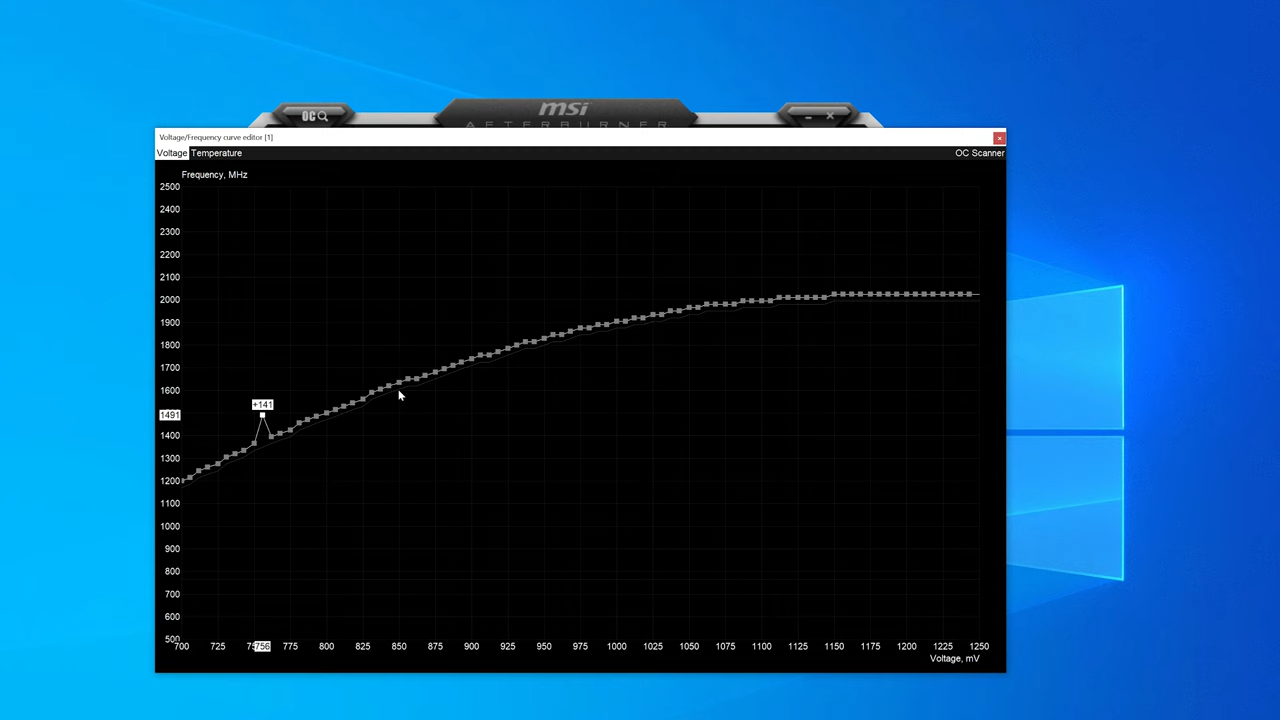 OC
msi
AFTERBURNER
Voltage/Frequency curve editor [1]
Voltage Temperature OC Scanner
Frequency, MHz
2500
2400
2300
2200
2100
2000
1900
1800
1700
1600
+141
1491
1400
1300
1200
1100
1000
900
800
700
600
500
700 725 756 775 800 825 850 875 900 925 950 975 1000 1025 1050 1075 1100 1125 1150 1175 1200 1225 1250
Voltage, mV